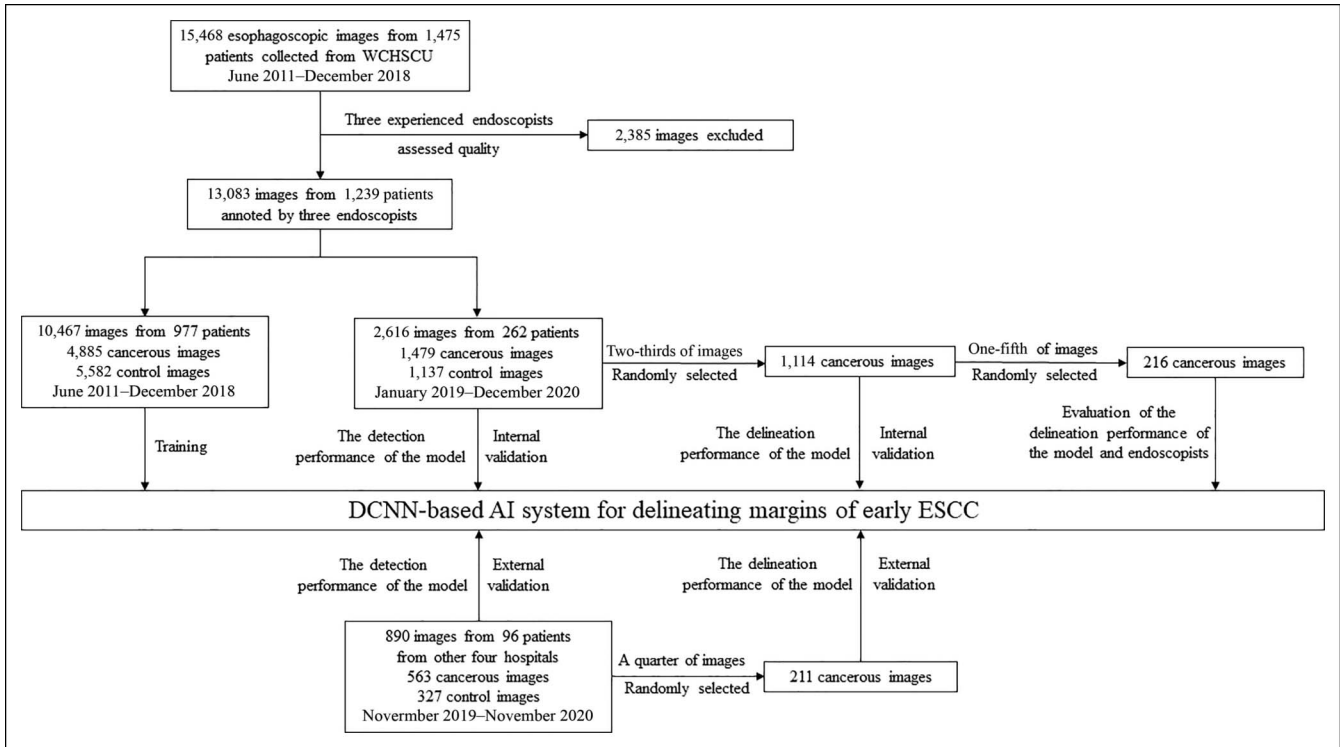 15,468 esophagoscopic images from 1,475
patients collected from WCHSCU
June 2011–December 2018
Three experienced endoscopists
assessed quality
2,385 images excluded
13,083 images from 1,239 patients
annoted by three endoscopists
10,467 images from 977 patients
4,885 cancerous images
5,582 control images
June 2011–December 2018
2,616 images from 262 patients
1,479 cancerous images
1,137 control images
January 2019–December 2020
Two-thirds of images
Randomly selected
1,114 cancerous images
One-fifth of images
Randomly selected
216 cancerous images
Training
The detection
performance of the model
Internal
validation
The delineation
performance of the model
Internal
validation
Evaluation of the
delineation performance of
the model and endoscopists
DCNN-based AI system for delineating margins of early ESCC
The detection
performance of the model
External
validation
The delineation
performance of the model
External
validation
890 images from 96 patients
from other four hospitals
563 cancerous images
327 control images
Novermber 2019–November 2020
A quarter of images
Randomly selected
211 cancerous images